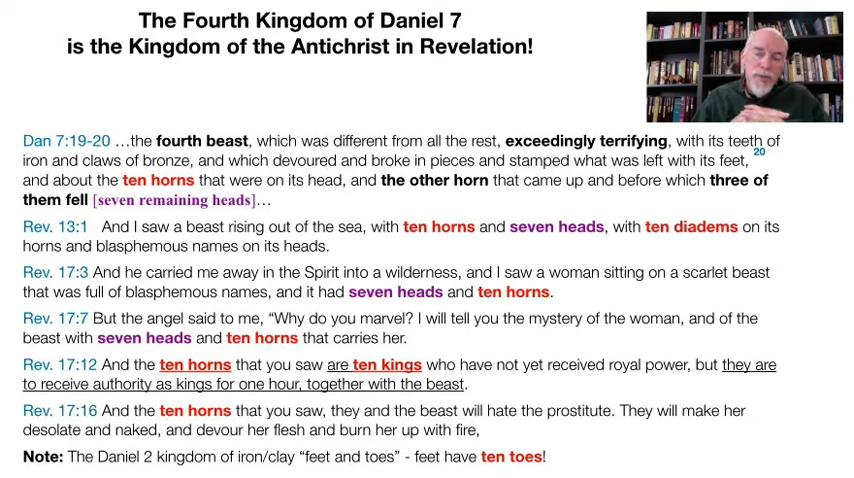 The Fourth Kingdom of Daniel 7
is the Kingdom of the Antichrist in Revelation!
Dan 7:19-20 …the fourth beast, which was different from all the rest, exceedingly terrifying, with its teeth of
iron and claws of bronze, and which devoured and broke in pieces and stamped what was left with its feet, 20
and about the ten horns that were on its head, and the other horn that came up and before which three of
them fell [seven remaining heads]…
Rev. 13:1 And I saw a beast rising out of the sea, with ten horns and seven heads, with ten diadems on its
horns and blasphemous names on its heads.
Rev. 17:3 And he carried me away in the Spirit into a wilderness, and I saw a woman sitting on a scarlet beast
that was full of blasphemous names, and it had seven heads and ten horns.
Rev. 17:7 But the angel said to me, “Why do you marvel? I will tell you the mystery of the woman, and of the
beast with seven heads and ten horns that carries her.
Rev. 17:12 And the ten horns that you saw are ten kings who have not yet received royal power, but they are
to receive authority as kings for one hour, together with the beast.
Rev. 17:16 And the ten horns that you saw, they and the beast will hate the prostitute. They will make her
desolate and naked, and devour her flesh and burn her up with fire,
Note: The Daniel 2 kingdom of iron/clay “feet and toes” - feet have ten toes!